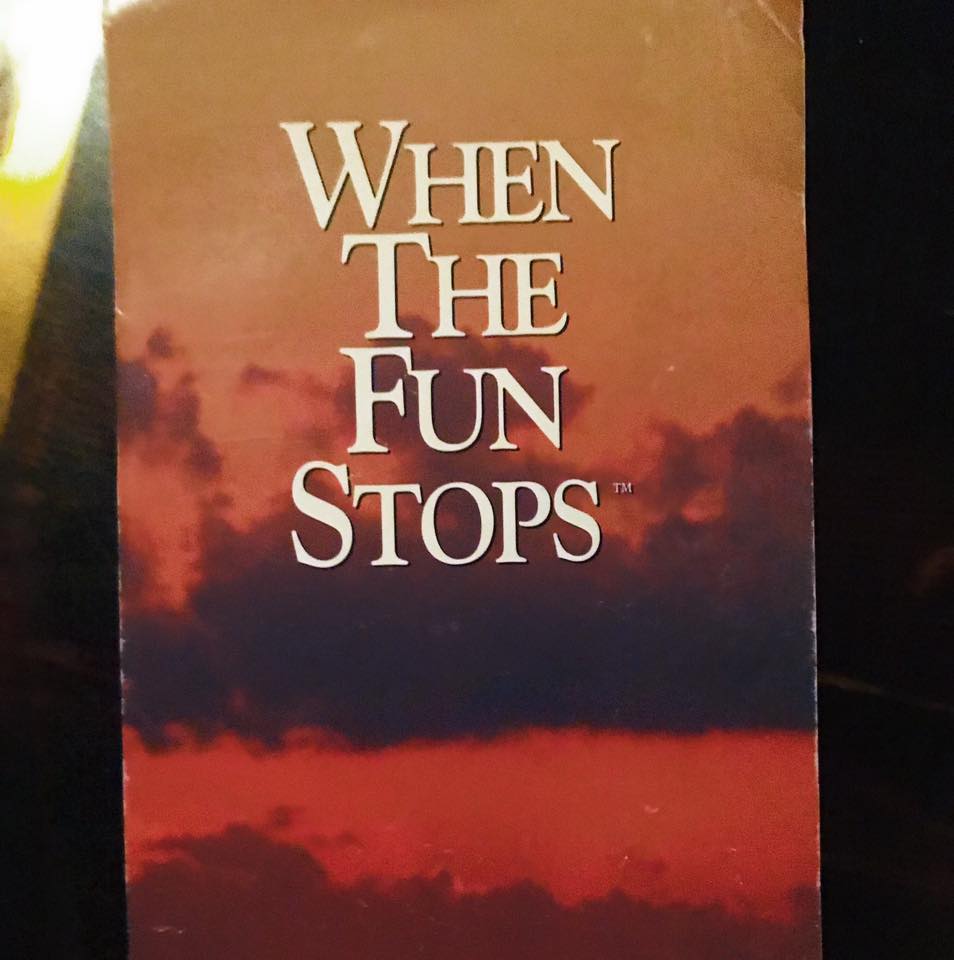 WHEN
THE
FUN
STOPS™